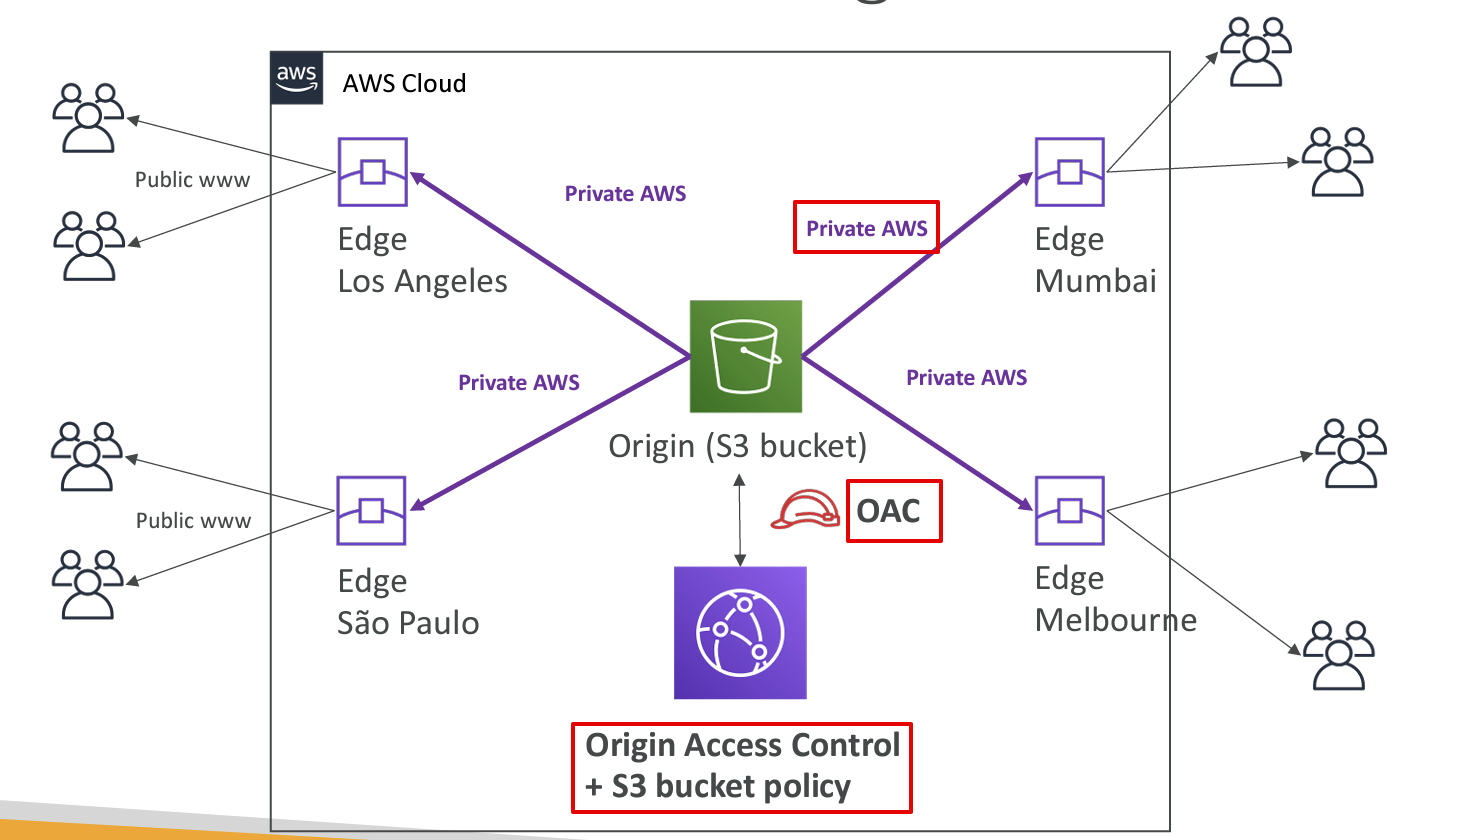 aws
AWS Cloud
Public www
Edge
Los Angeles
Private AWS
Private AWS
Edge
Mumbai
Private AWS
Private AWS
Origin (S3 bucket)
OAC
Public www
Edge
São Paulo
Edge
Melbourne
Origin Access Control
+ S3 bucket policy